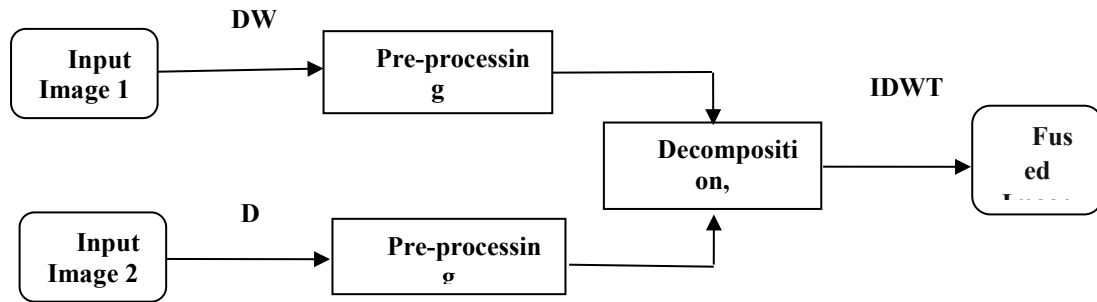 DW
Input
Image 1
Pre-processin
g
IDWT
Decompositi
on,
Fus
ed
D
Input
Image 2
Pre-processin
g